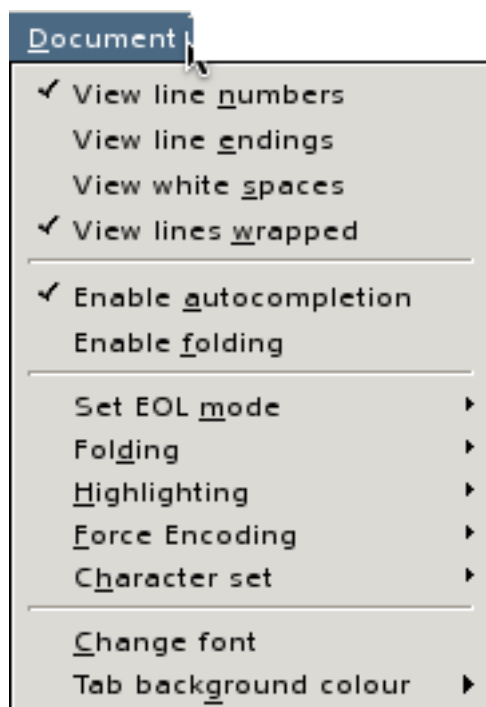 Document
View line numbers
View line endings
View white spaces
View lines wrapped
Enable autocompletion
Enable folding
Set EOL mode
Folding
Highlighting
Force Encoding
Character set
Change font
Tab background colour